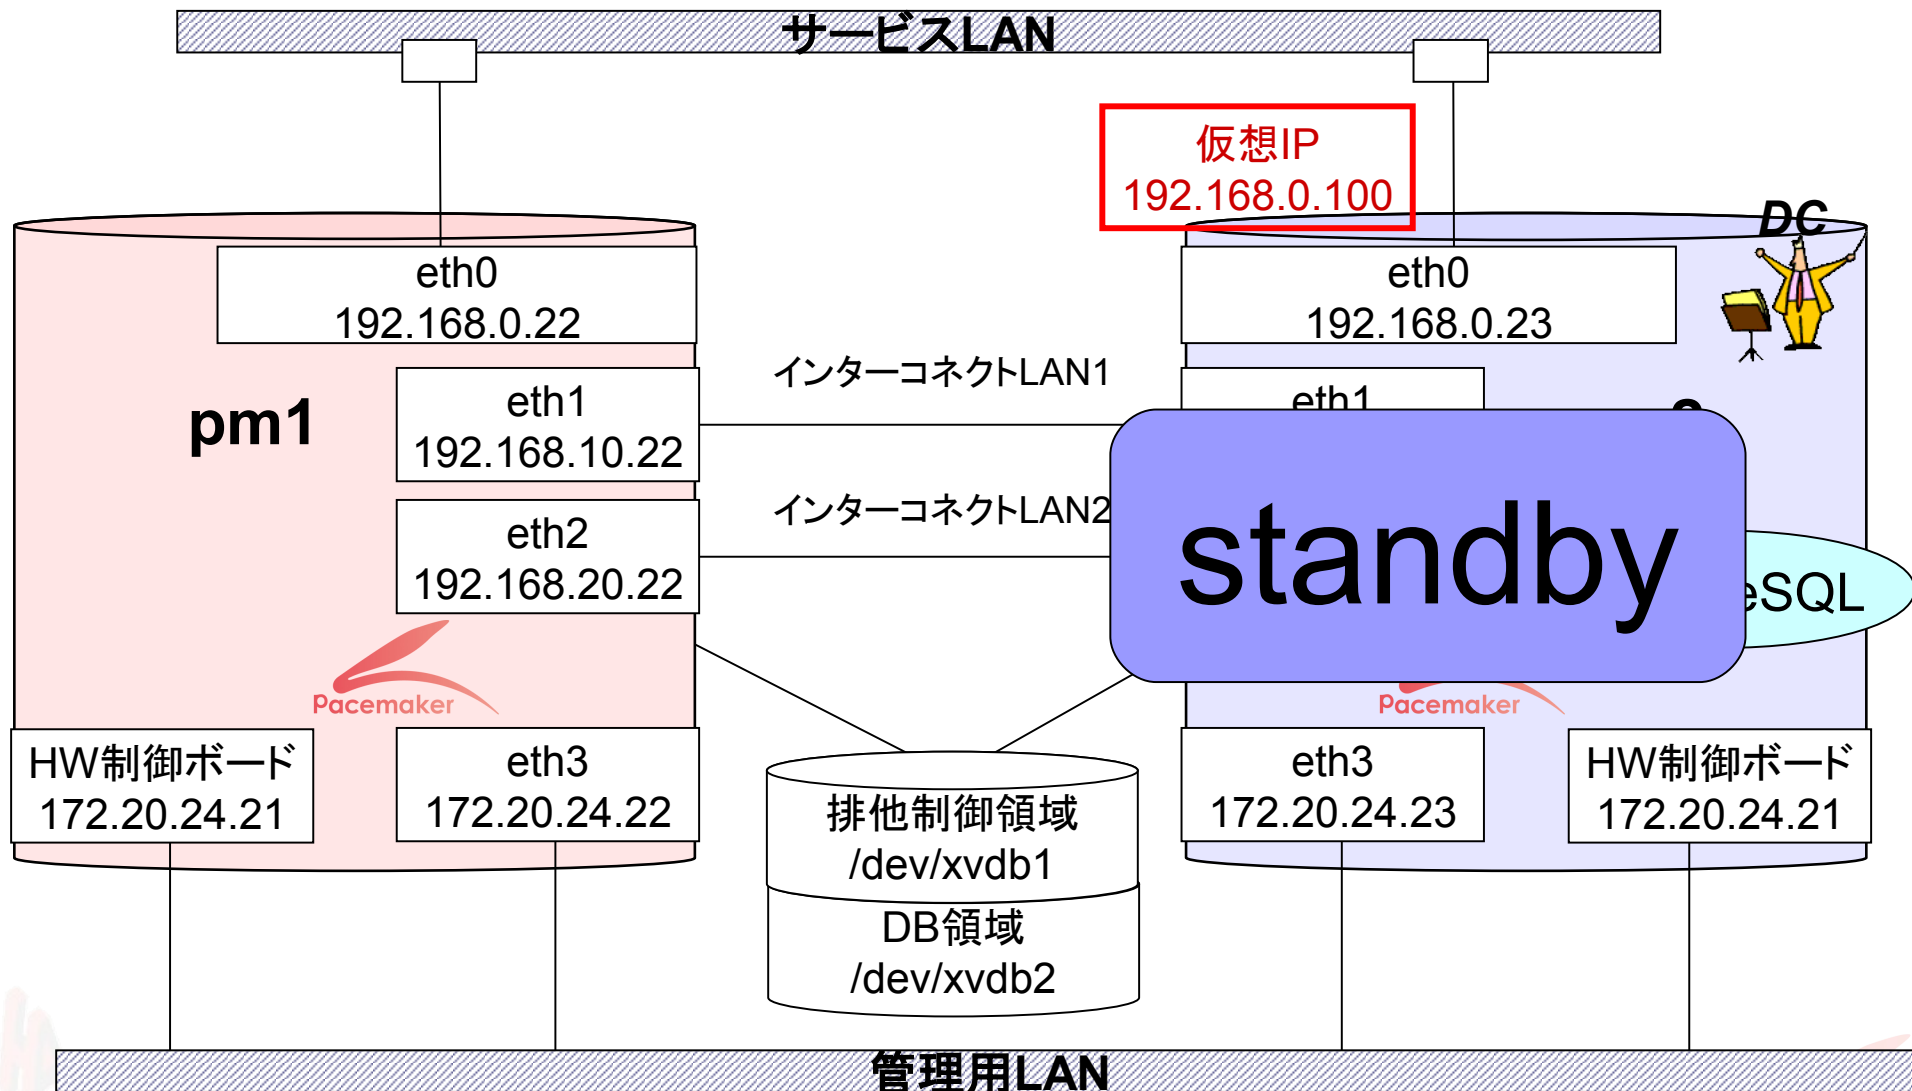 サービスLAN
仮想IP
192.168.0.100
DC
eth0
192.168.0.22
eth0
192.168.0.23
インターコネクトLAN1
pm1
eth1
192.168.10.22
eth1
インターコネクトLAN2
eth2
192.168.20.22
standby
eSQL
Pacemaker
Pacemaker
HW制御ボード
172.20.24.21
eth3
172.20.24.22
排他制御領域
/dev/xvdb1
DB領域
/dev/xvdb2
eth3
172.20.24.23
HW制御ボード
172.20.24.21
管理用LAN